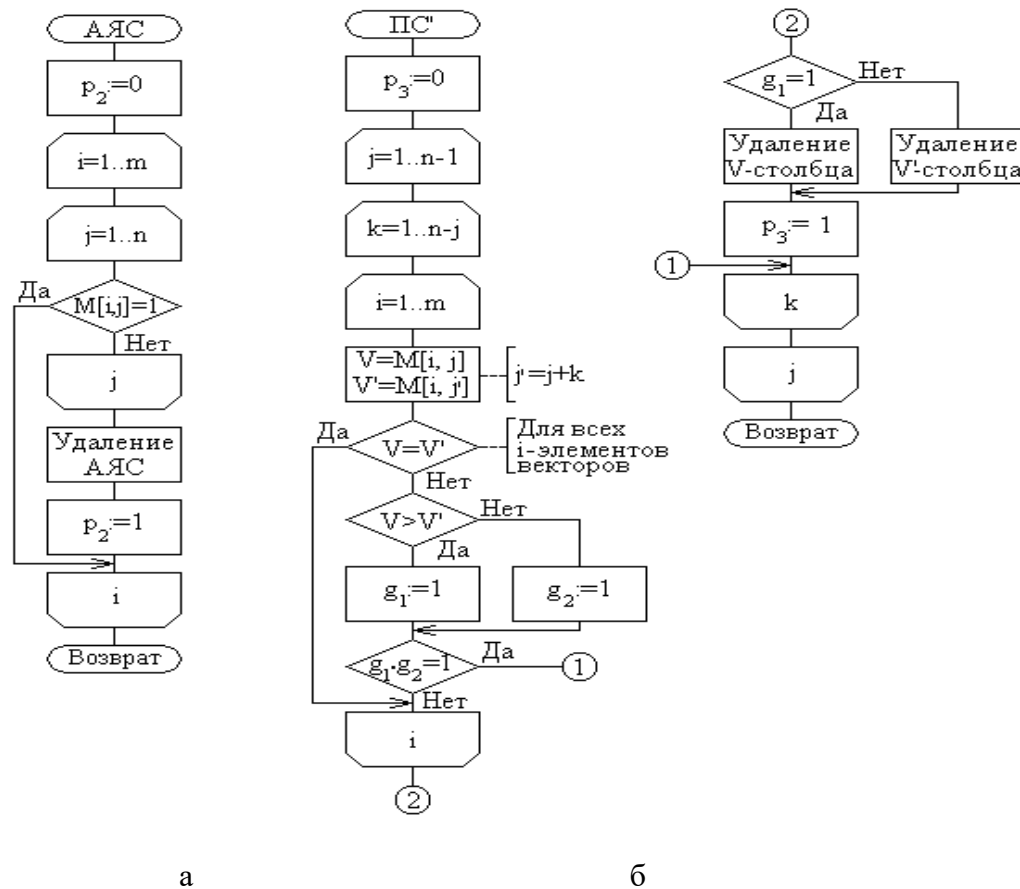 АЯС
p2:=0
i=1..m
j=1..n
Да
M[i,j]=1
Нет
j
Удаление
АЯС
p2:=1
i
Возврат
ПС'
p3:=0
j=1..n-1
k=1..n-j
i=1..m
V=M[i, j]
V'=M[i, j']
j'=j+k
Да
V=V'
Для всех
i-элементов
векторов
Нет
V>V'
Нет
Да
g1:=1
g2:=1
g1·g2=1
Да
1
Нет
i
2
2
g1=1
Нет
Да
Удаление
V-столбца
Удаление
V'-столбца
p3:= 1
1
k
j
Возврат
а
б